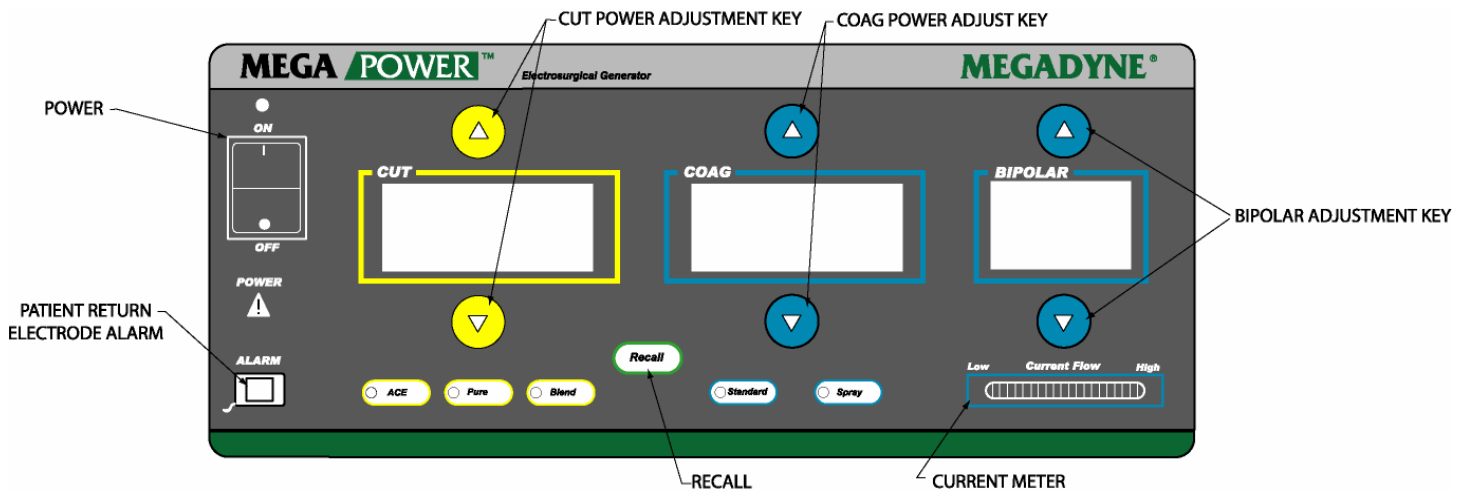 CUT POWER ADJUSTMENT KEY
COAG POWER ADJUST KEY
MEGA POWER™
Electrosurgical Generator
MEGADYNE®
POWER
ON
OFF
CUT
COAG
BIPOLAR
BIPOLAR ADJUSTMENT KEY
POWER
PATIENT RETURN
ELECTRODE ALARM
ALARM
Recall
ACE
Pure
Blend
Standard
Spray
Low
Current Flow
High
RECALL
CURRENT METER